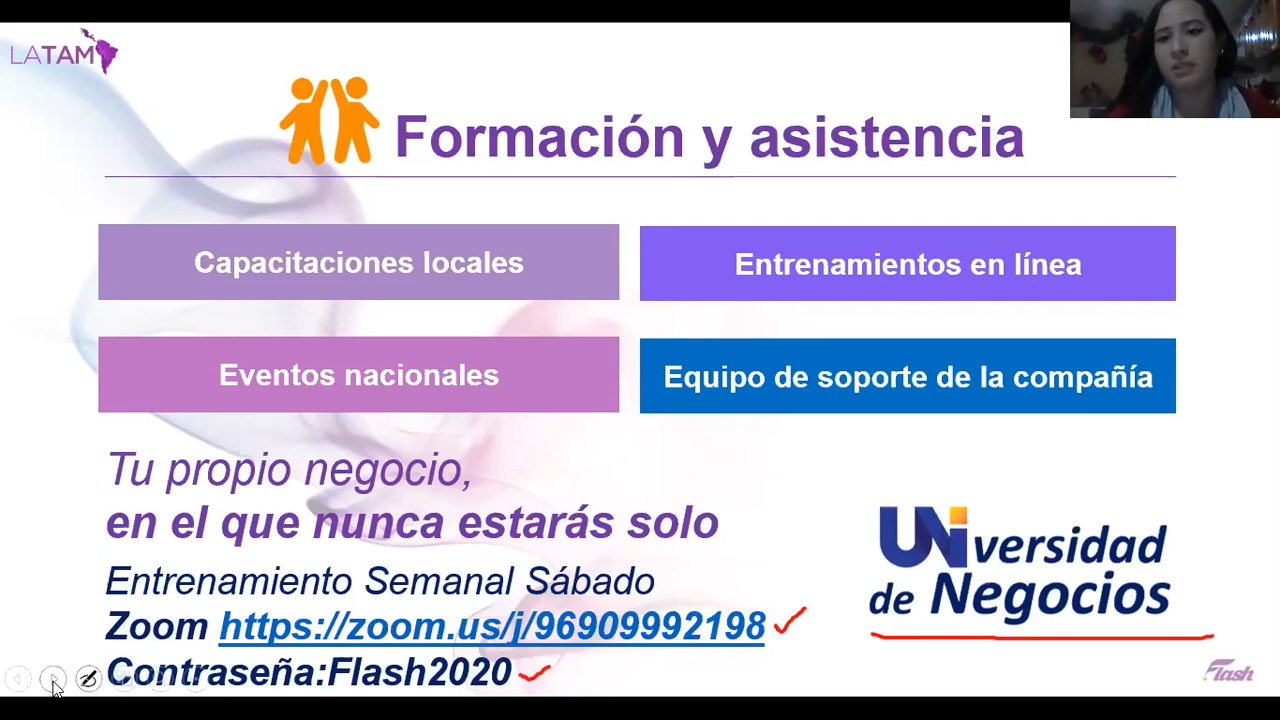 LATAM
Formación y asistencia
Capacitaciones locales
Entrenamientos en línea
Eventos nacionales
Equipo de soporte de la compañía
Tu propio negocio,
en el que nunca estarás solo
Entrenamiento Semanal Sábado
Zoom https://zoom.us/j/96909992198
Contraseña:Flash2020
UNiversidad
de Negocios
Flash